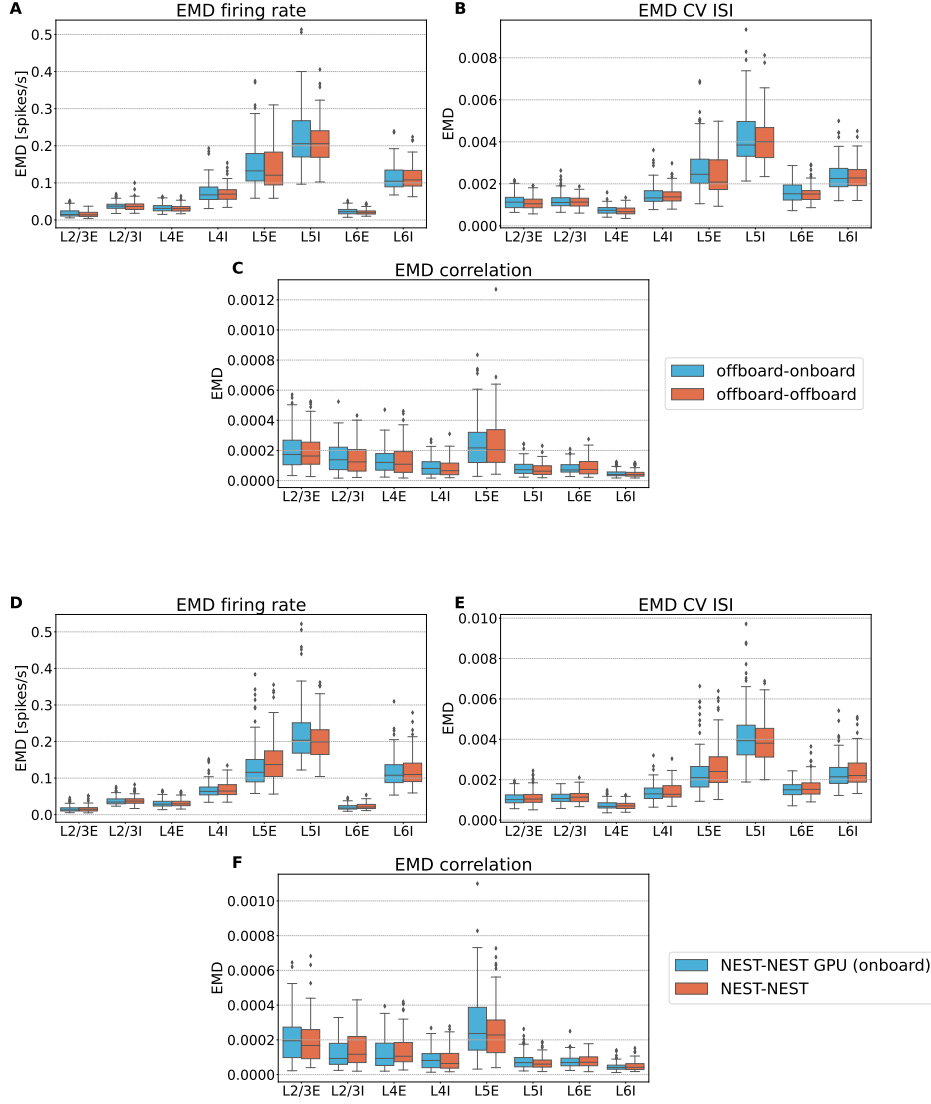 A
EMD firing rate
EMD [spikes/s]
0.5
0.4
0.3
0.2
0.1
0.0
L2/3E L2/3I L4E L4I L5E L5I L6E L6I
B
EMD CV ISI
EMD
0.008
0.006
0.004
0.002
0.000
L2/3E L2/3I L4E L4I L5E L5I L6E L6I
C
EMD correlation
EMD
0.0012
0.0010
0.0008
0.0006
0.0004
0.0002
0.0000
L2/3E L2/3I L4E L4I L5E L5I L6E L6I
offboard-onboard
offboard-offboard
D
EMD firing rate
EMD [spikes/s]
0.5
0.4
0.3
0.2
0.1
0.0
L2/3E L2/3I L4E L4I L5E L5I L6E L6I
E
EMD CV ISI
EMD
0.010
0.008
0.006
0.004
0.002
0.000
L2/3E L2/3I L4E L4I L5E L5I L6E L6I
F
EMD correlation
EMD
0.0010
0.0008
0.0006
0.0004
0.0002
0.0000
L2/3E L2/3I L4E L4I L5E L5I L6E L6I
NEST-NEST GPU (onboard)
NEST-NEST